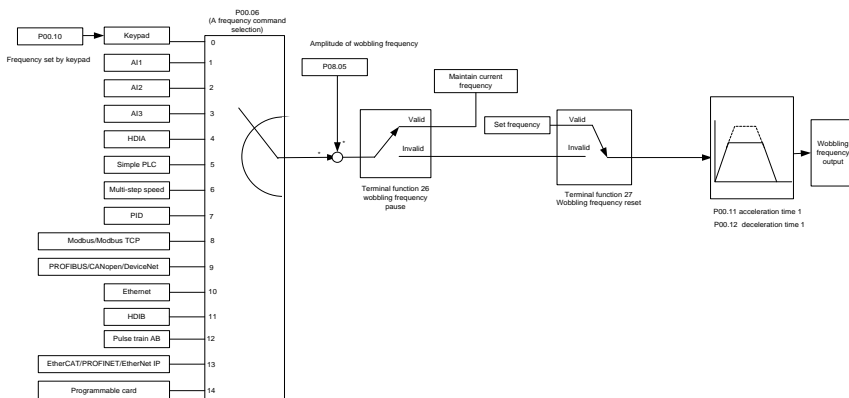 P00.06
(A frequency command
selection)
P00.10
Keypad
0
Frequency set by keypad
AI1
1
AI2
2
AI3
3
HDIA
4
Simple PLC
5
Multi-step speed
6
PID
7
Modbus/Modbus TCP
8
PROFIBUS/CANopen/DeviceNet
9
Ethernet
10
HDIB
11
Pulse train AB
12
EtherCAT/PROFINET/EtherNet IP
13
Programmable card
14
Amplitude of wobbling frequency
P08.05
+
+
Valid
Invalid
Terminal function 26
wobbling frequency
pause
Maintain current
frequency
Set frequency
Valid
Invalid
Terminal function 27
Wobbling frequency reset
P00.11 acceleration time 1
P00.12 deceleration time 1
Wobbling
frequency
output